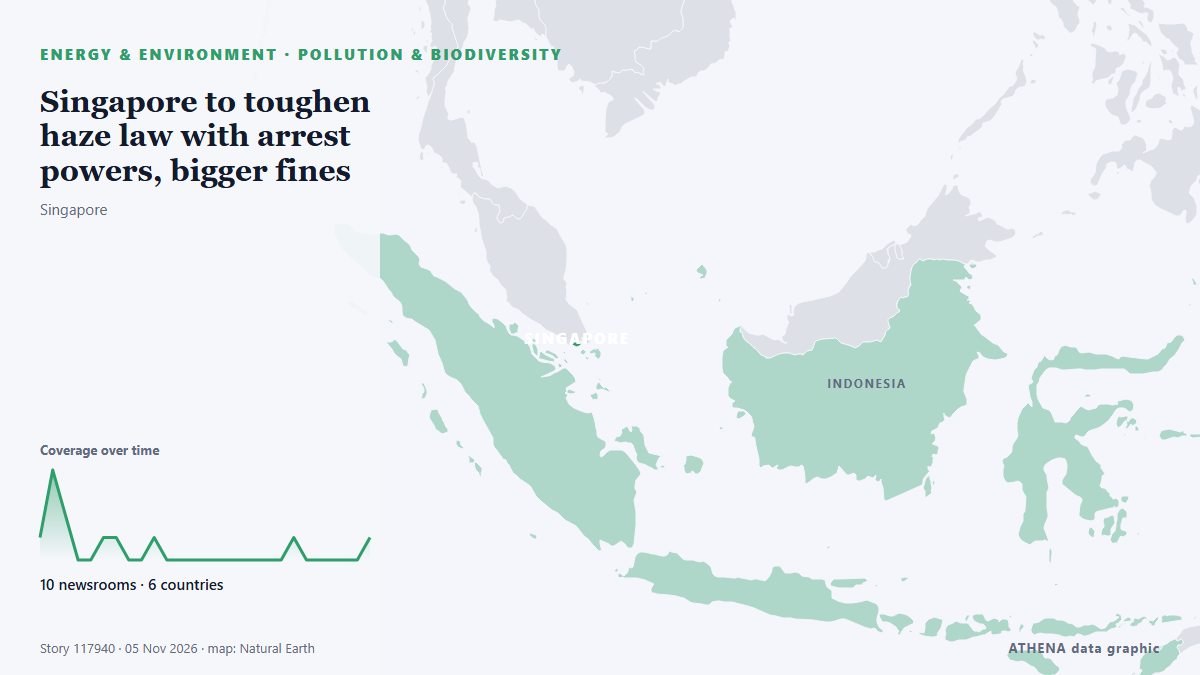 ENERGY & ENVIRONMENT · POLLUTION & BIODIVERSITY
Singapore to toughen
haze law with arrest
powers, bigger fines
Singapore
SINGAPORE
INDONESIA
Coverage over time
10 newsrooms · 6 countries
Story 117940 · 05 Nov 2026 · map: Natural Earth
ATHENA data graphic